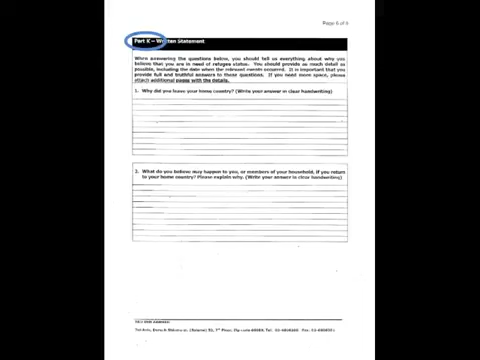 Page 6 of 8
Part K – Written Statement
When answering the questions below, you should tell us everything about why you
believe that you are in need of refugee status. You should provide as much detail as
possible, including the date when the relevant events occurred. It is important that you
provide full and truthful answers to these questions. If you need more space, please
attach additional pages with the details.
1. Why did you leave your home country? (Write your answer in clear handwriting)
2. What do you believe may happen to you, or members of your household, if you return
to your home country? Please explain why. (Write your answer in clear handwriting)